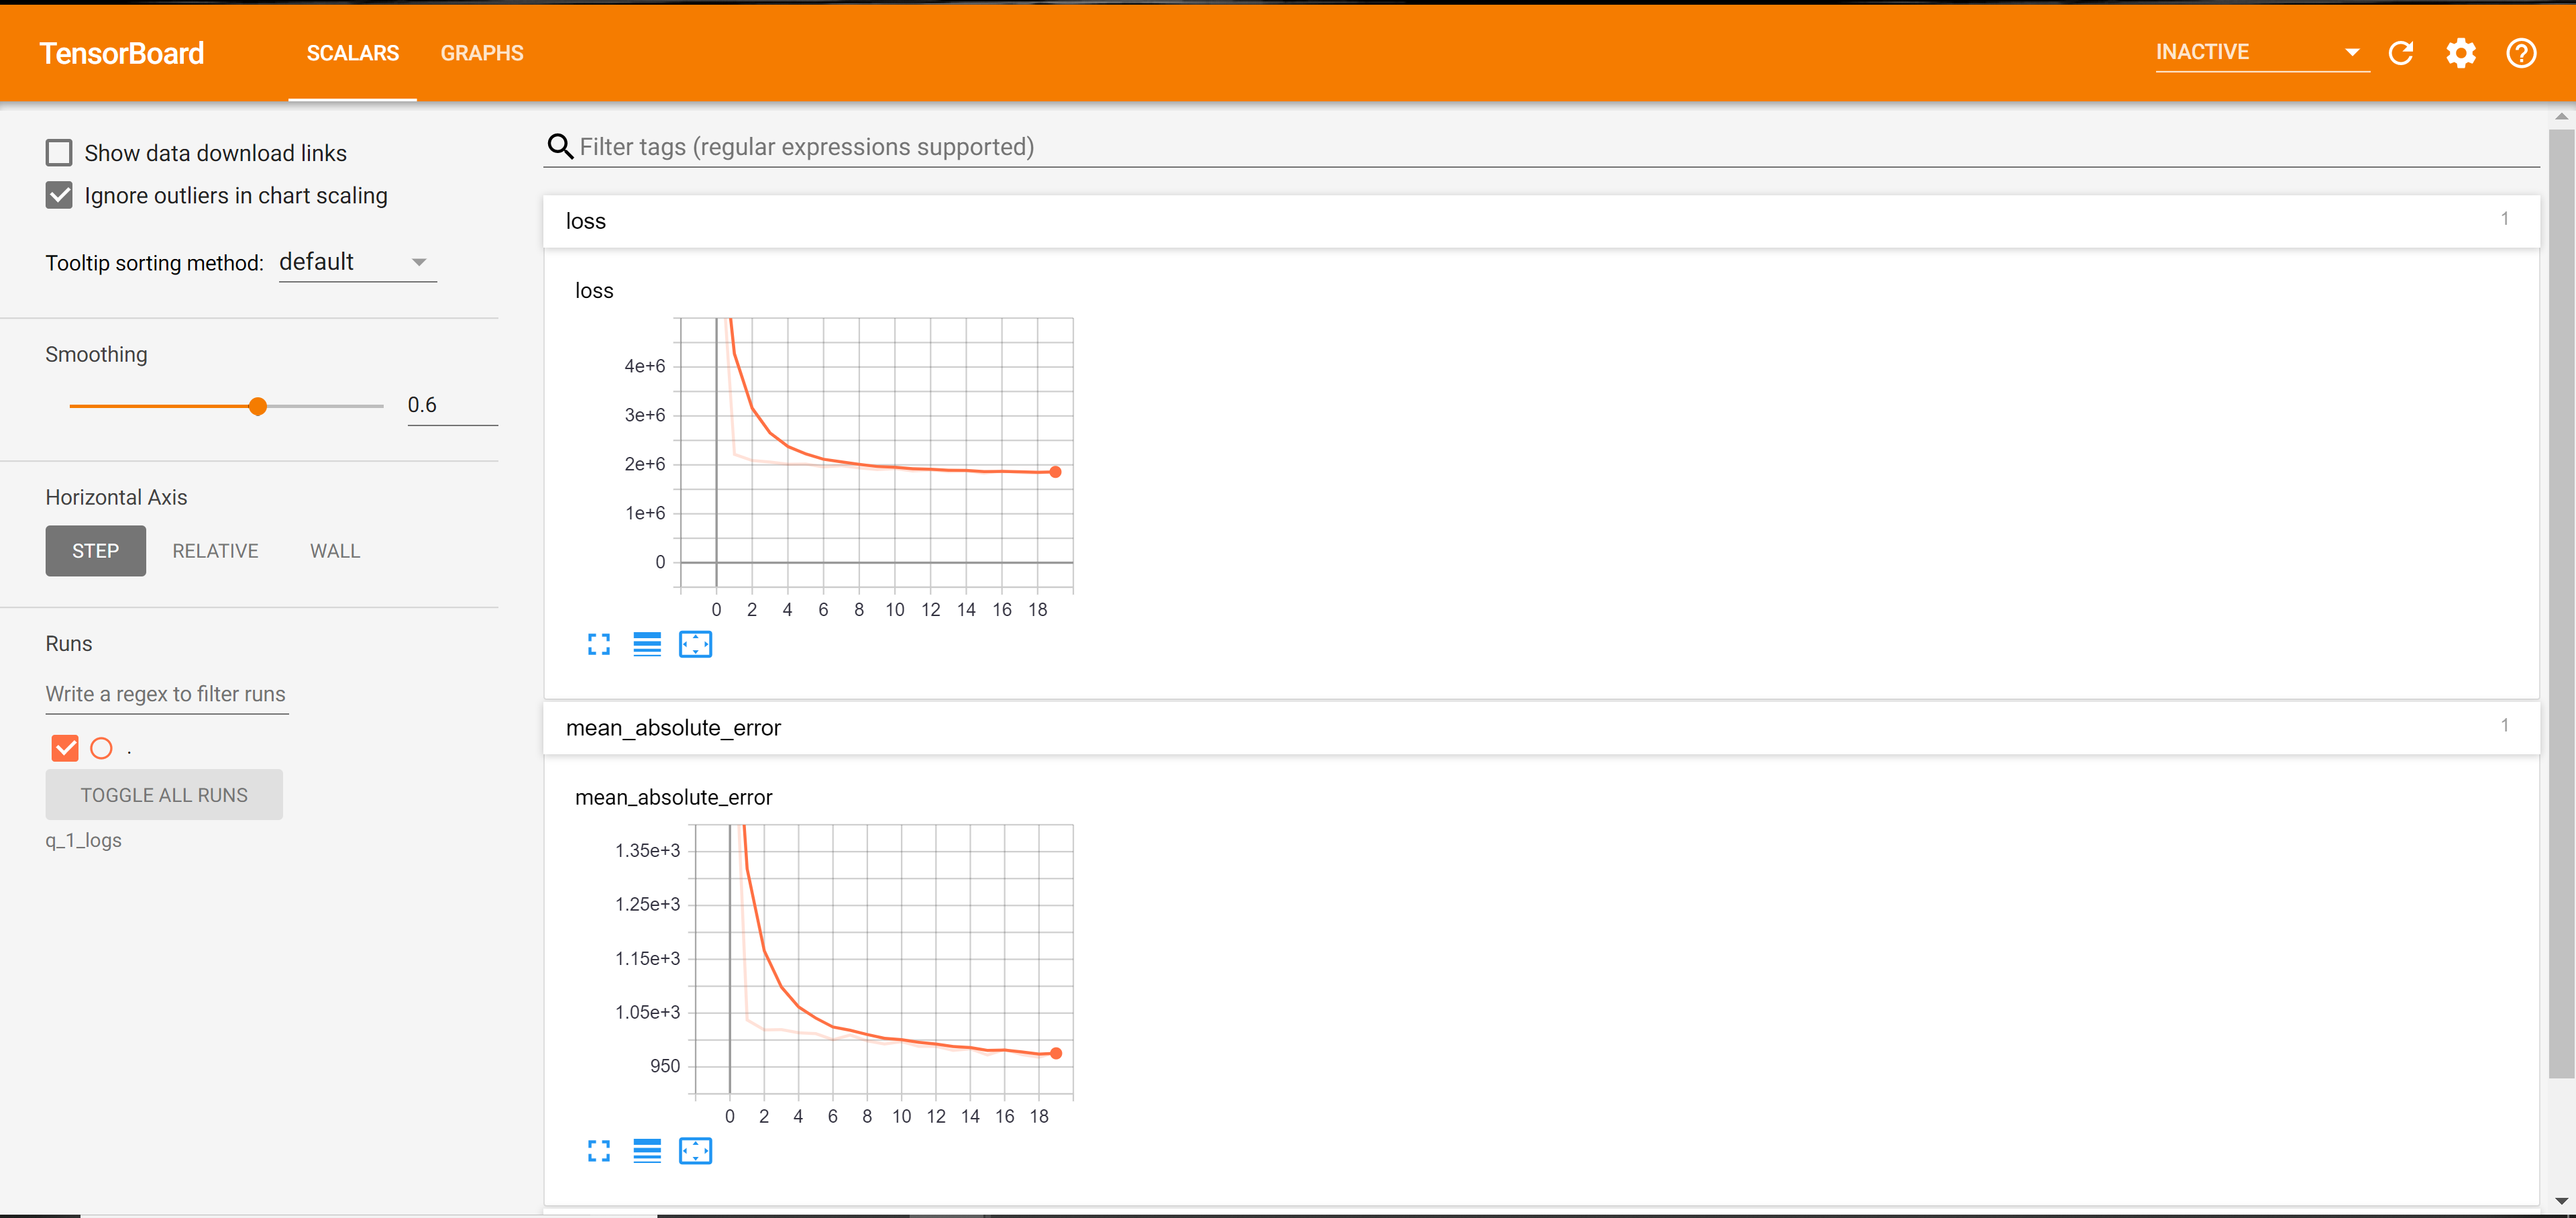 TensorBoard SCALARS GRAPHS INACTIVE
Show data download links
Ignore outliers in chart scaling
Tooltip sorting method: default
Smoothing
0.6
Horizontal Axis
STEP RELATIVE WALL
Runs
Write a regex to filter runs
.
TOGGLE ALL RUNS
q_1_logs
Filter tags (regular expressions supported)
loss 1
loss
4e+6
3e+6
2e+6
1e+6
0
0 2 4 6 8 10 12 14 16 18
mean_absolute_error 1
mean_absolute_error
1.35e+3
1.25e+3
1.15e+3
1.05e+3
950
0 2 4 6 8 10 12 14 16 18